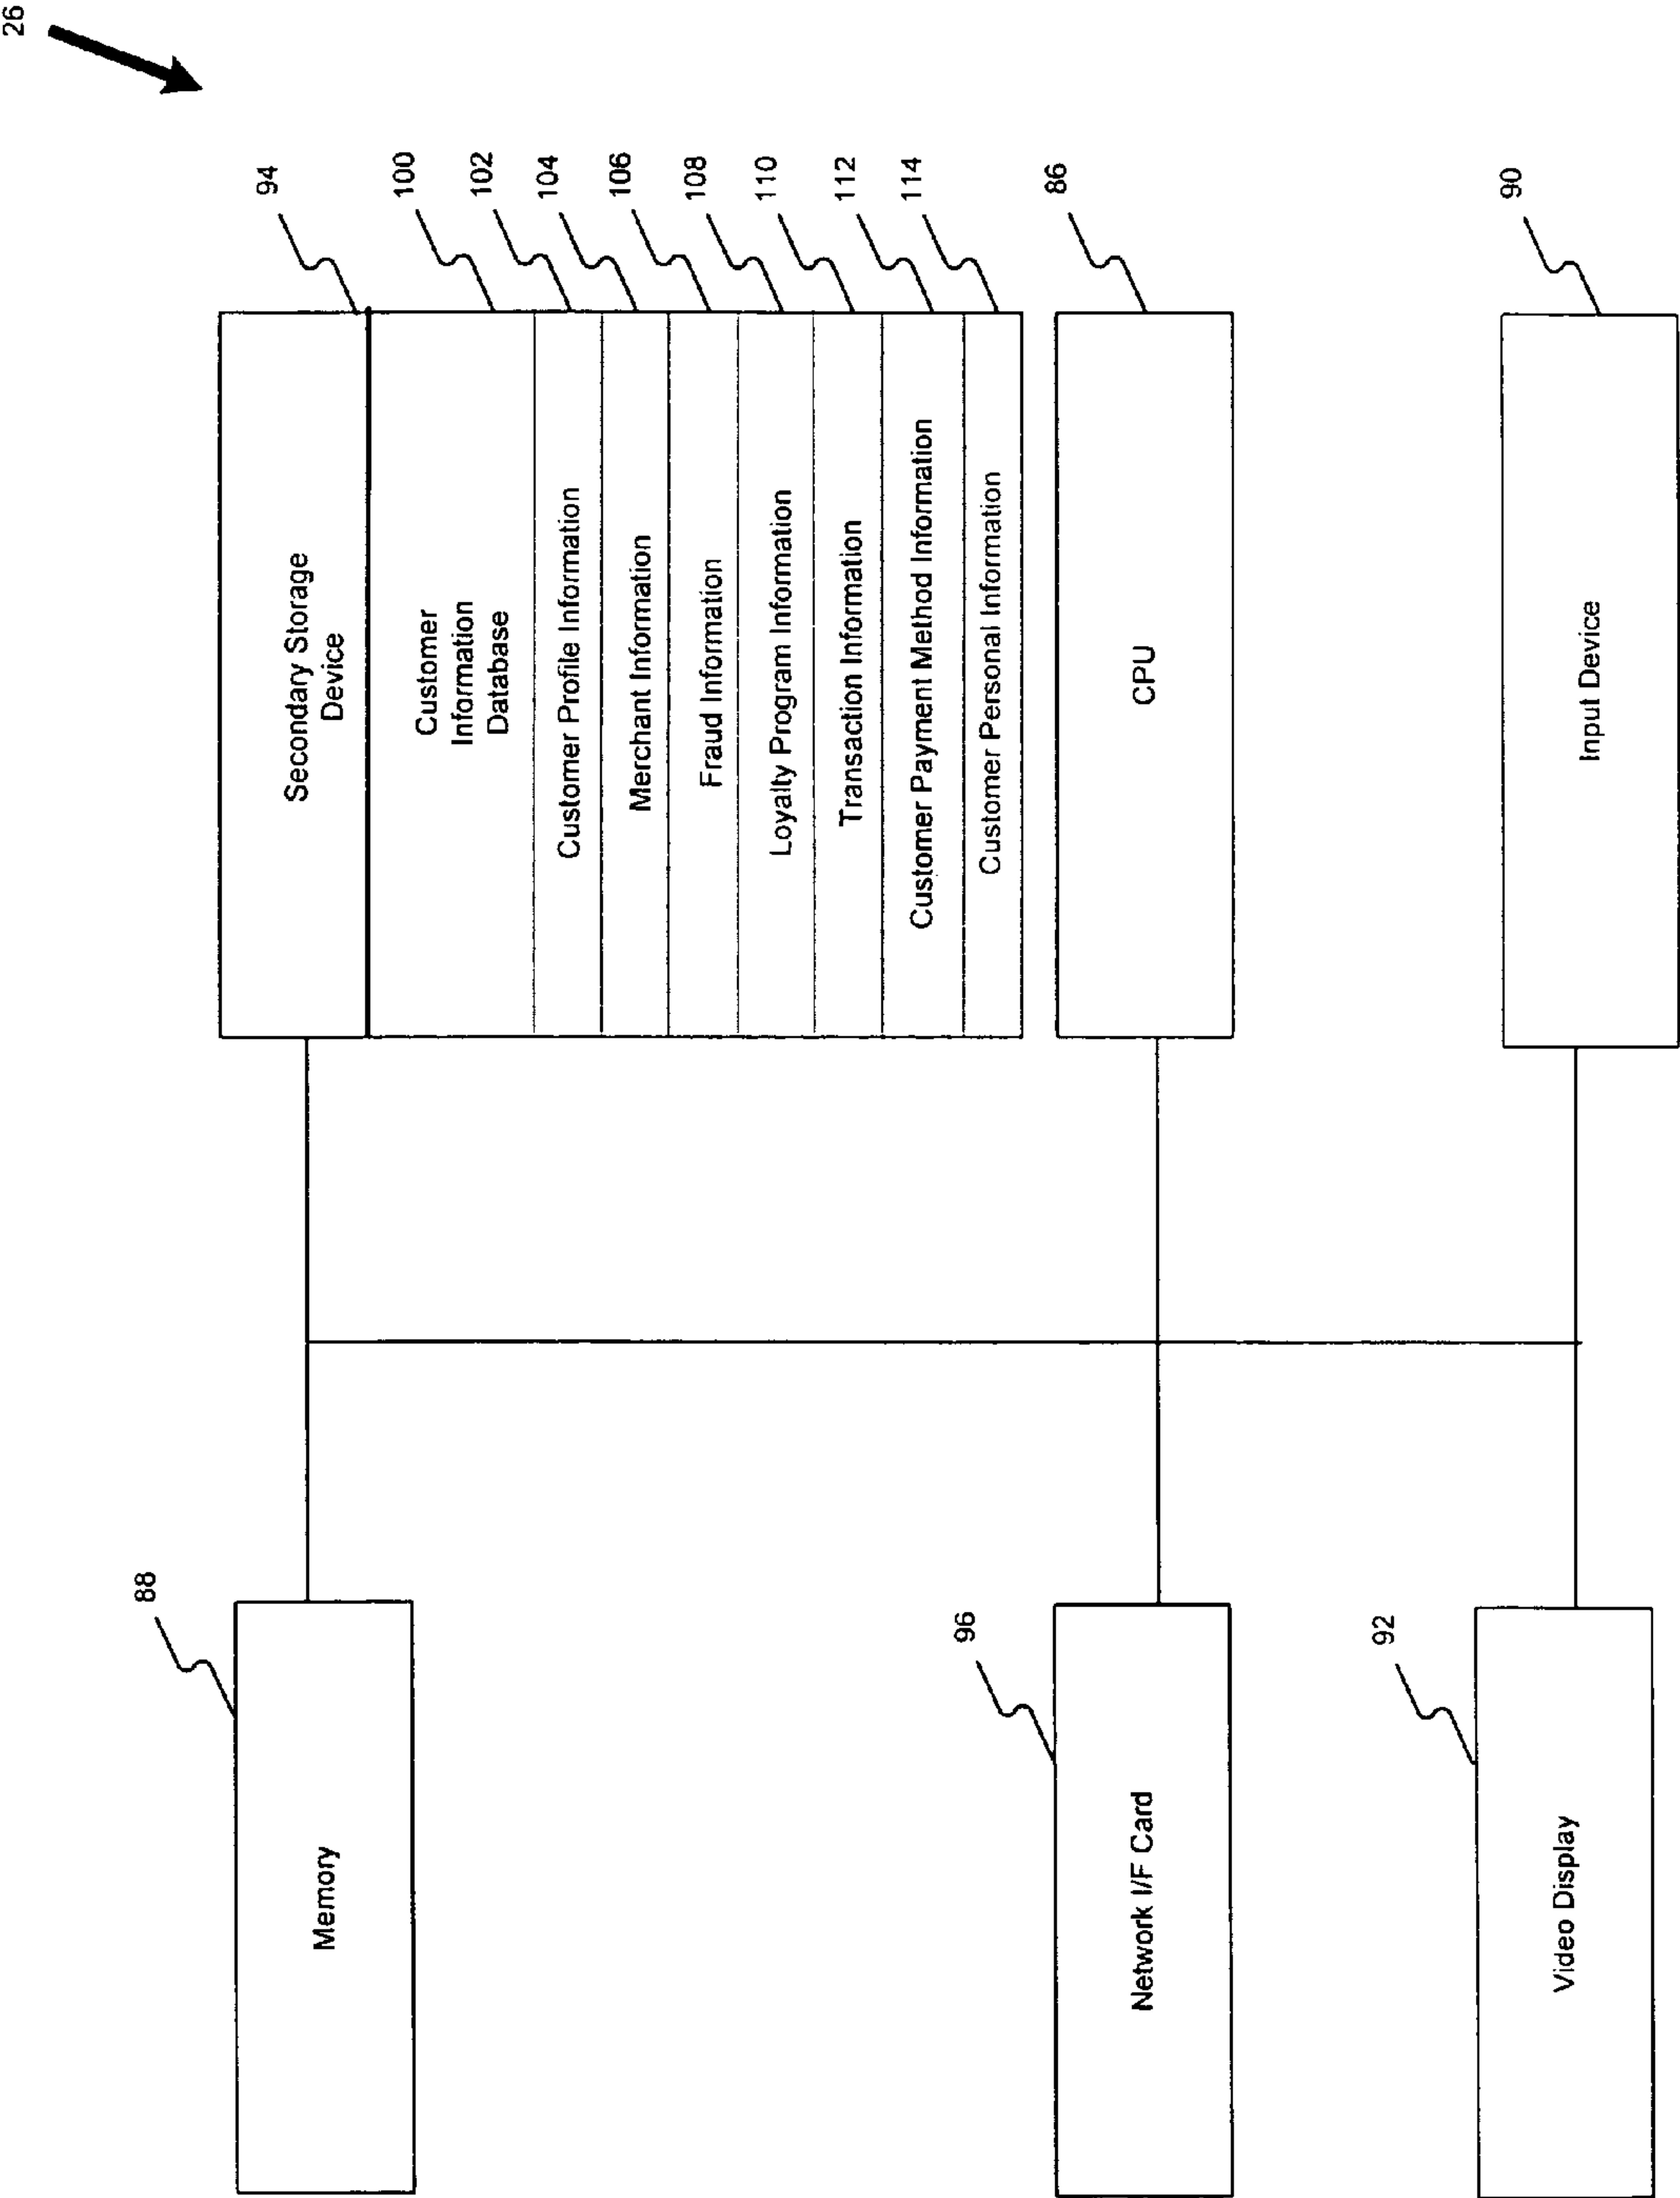 26
94
Secondary Storage
Device
100
Customer
Information
Database
102
Customer Profile Information
104
Merchant Information
106
Fraud Information
108
Loyalty Program Information
110
Transaction Information
112
Customer Payment Method Information
114
Customer Personal Information
86
CPU
90
Input Device
88
Memory
96
Network I/F Card
92
Video Display